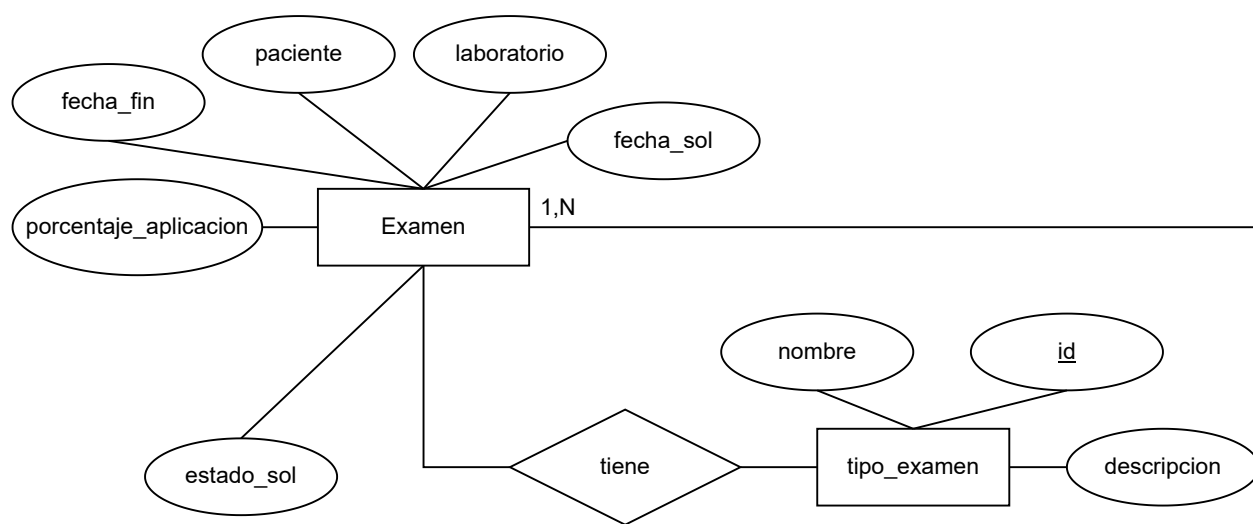 paciente
laboratorio
fecha_fin
fecha_sol
porcentaje_aplicacion
Examen
1,N
nombre
id
estado_sol
tiene
tipo_examen
descripcion